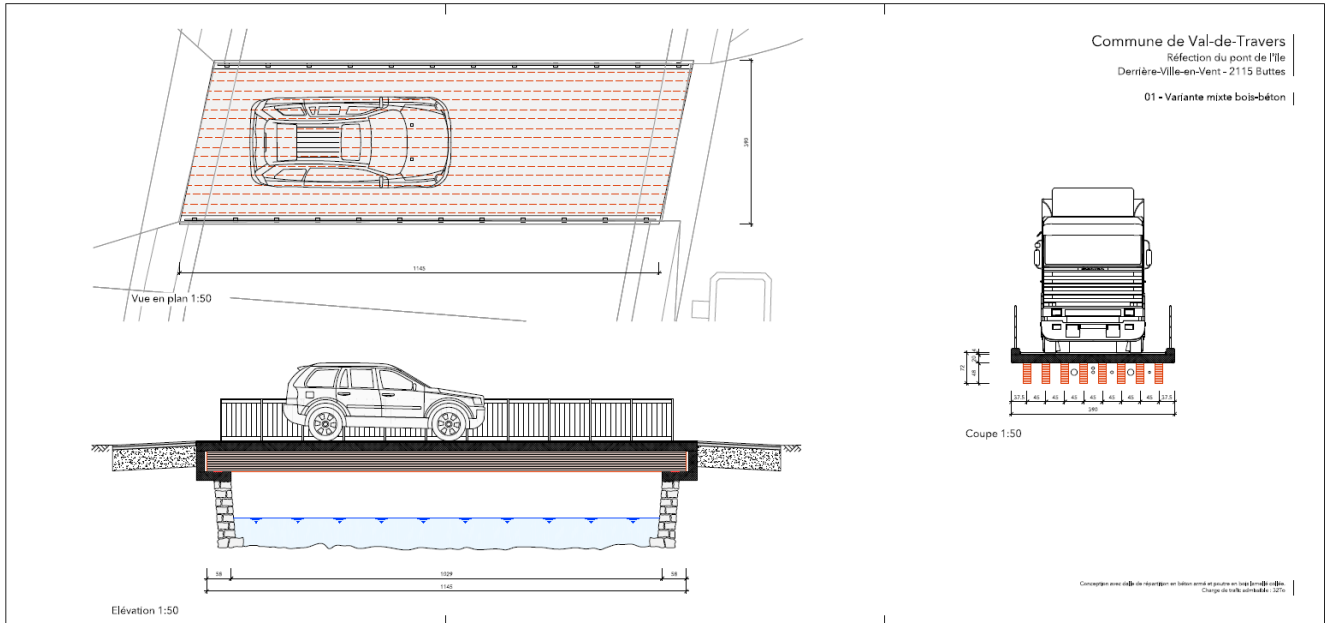 Commune de Val-de-Travers
Réfection du pont de l'île
Derrière-Ville-en-Vent - 2115 Buttes
01 - Variante mixte bois-béton
390
1145
Vue en plan 1:50
72
20
48
37.5 45 45 45 45 45 45 45 37.5
390
Coupe 1:50
58 1029 58
1145
Elévation 1:50
Conception avec dalle de répartition en béton armé et poutre en bois lamellé collée.
Charge de trafic admissible :